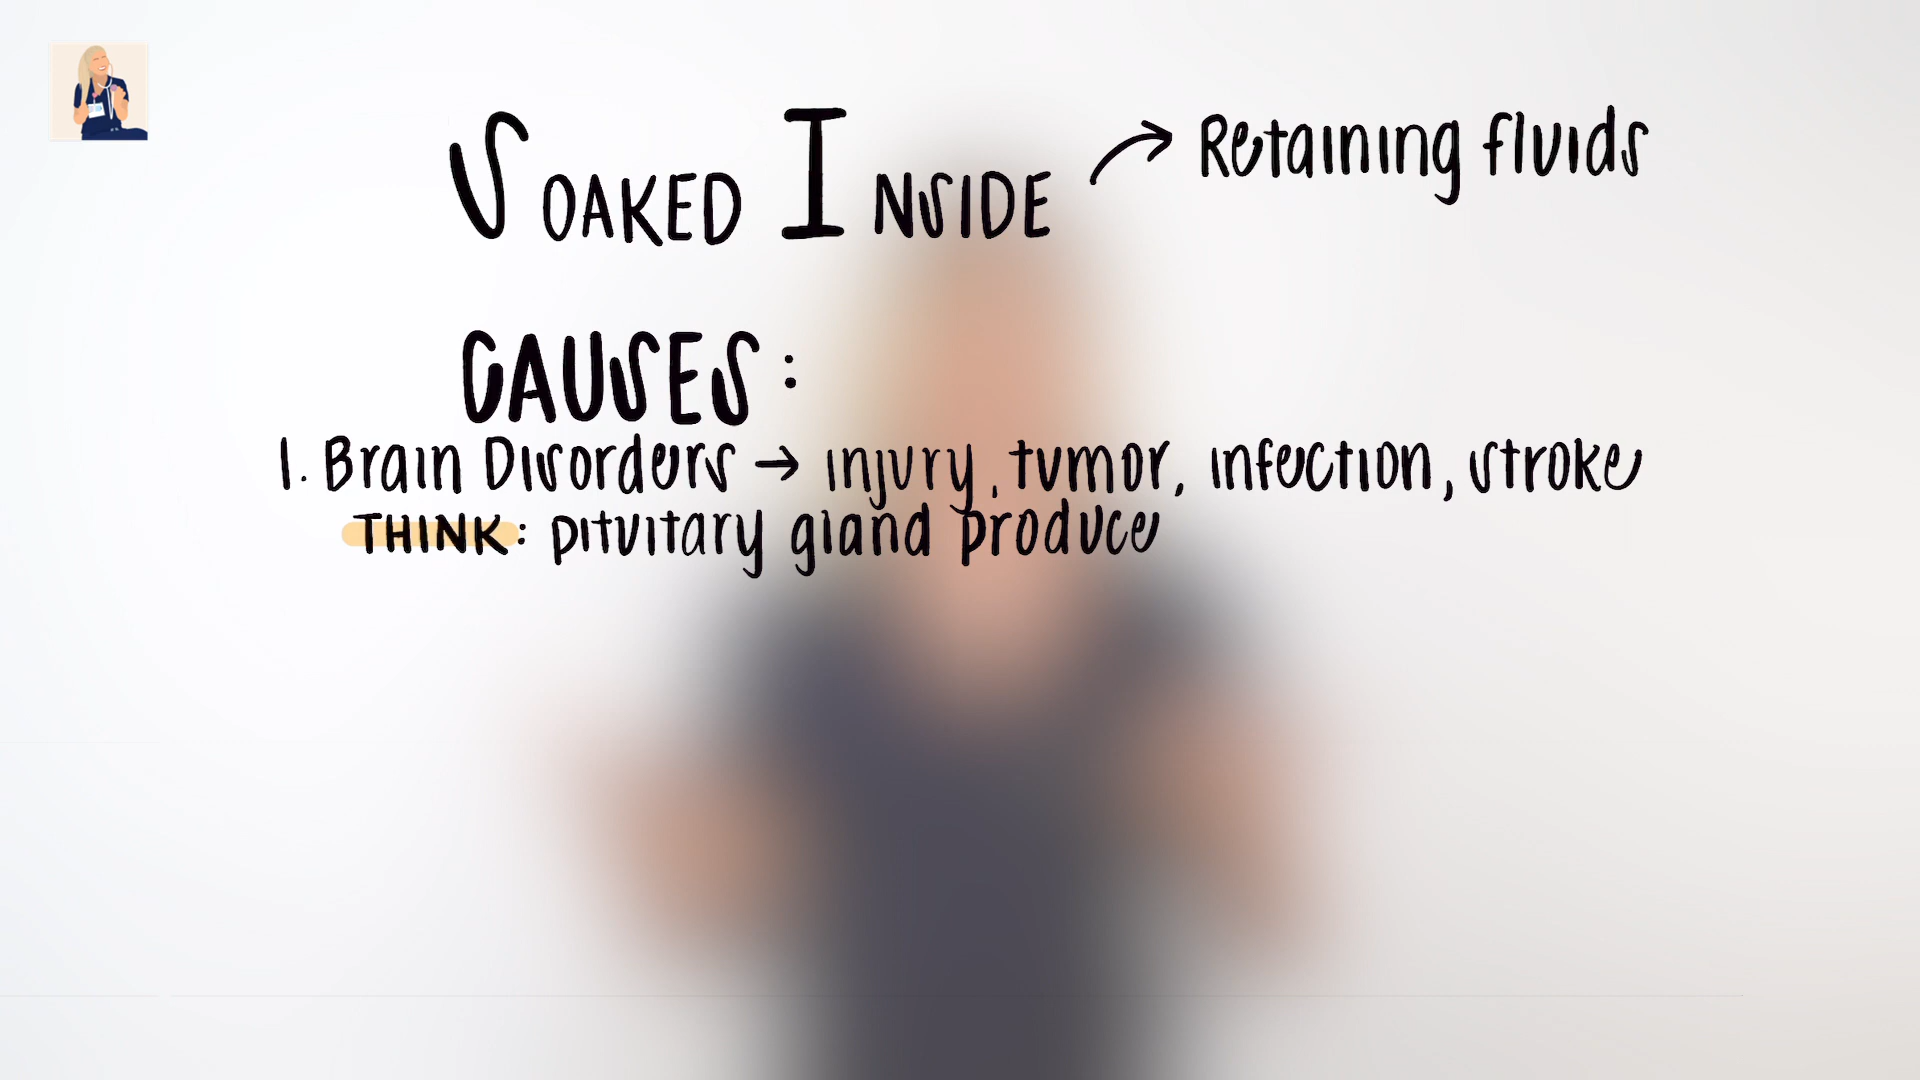 SOAKED INSIDE → Retaining fluids
CAUSES:
1. Brain Disorders → injury, tumor, infection, stroke
THINK: pituitary gland produce